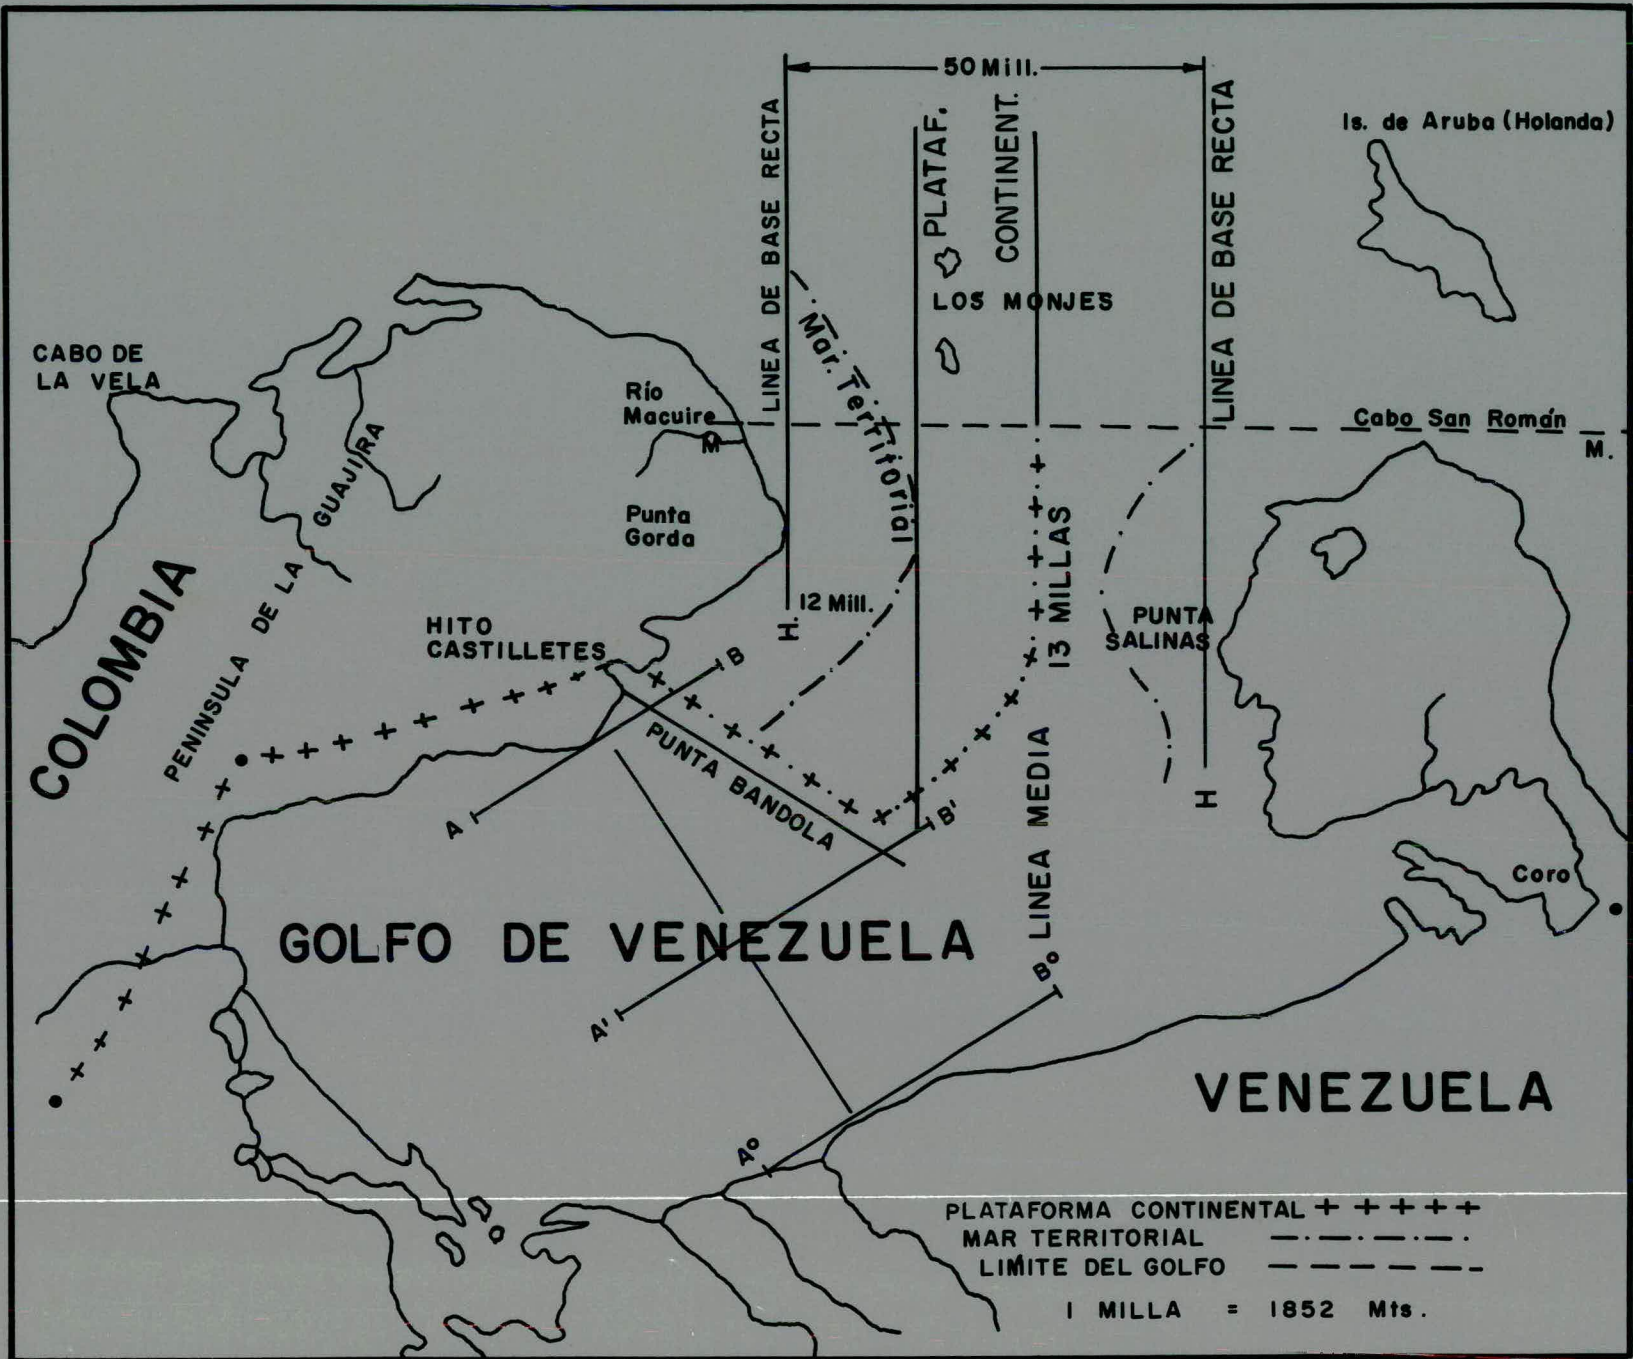 50 Mill.
LINEA DE BASE RECTA
PLATAF.
CONTINENT.
LINEA DE BASE RECTA
Is. de Aruba (Holanda)
LOS MONJES
Mar. Territorial
CABO DE
LA VELA
Río
Macuire
M
Cabo San Román
M.
GUAJIRA
PENINSULA DE LA
Punta
Gorda
COLOMBIA
13 MILLAS
12 Mill.
H.
PUNTA
SALINAS
HITO
CASTILLETES
B
A
PUNTA BANDOLA
B'
LINEA MEDIA
H
Coro
GOLFO DE VENEZUELA
A'
Bº
VENEZUELA
Aº
PLATAFORMA CONTINENTAL + + + + +
MAR TERRITORIAL —·—·—·—·
LIMITE DEL GOLFO — — — — — —
1 MILLA = 1852 Mts.